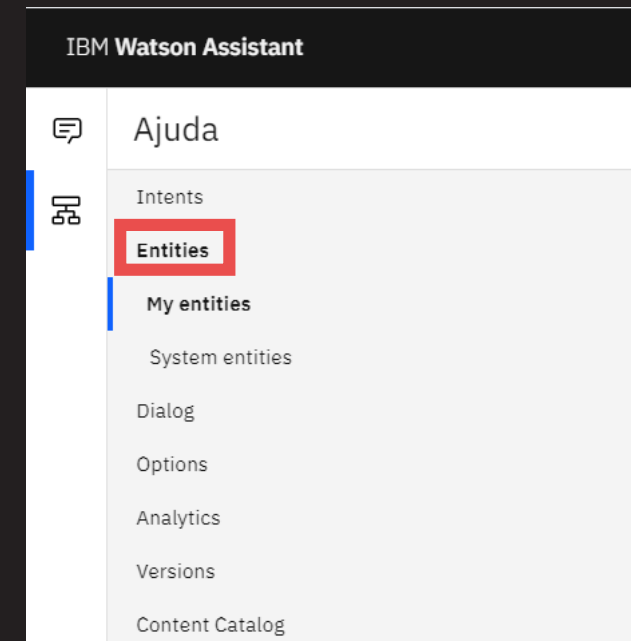 IBM Watson Assistant
Ajuda
Intents
Entities
My entities
System entities
Dialog
Options
Analytics
Versions
Content Catalog